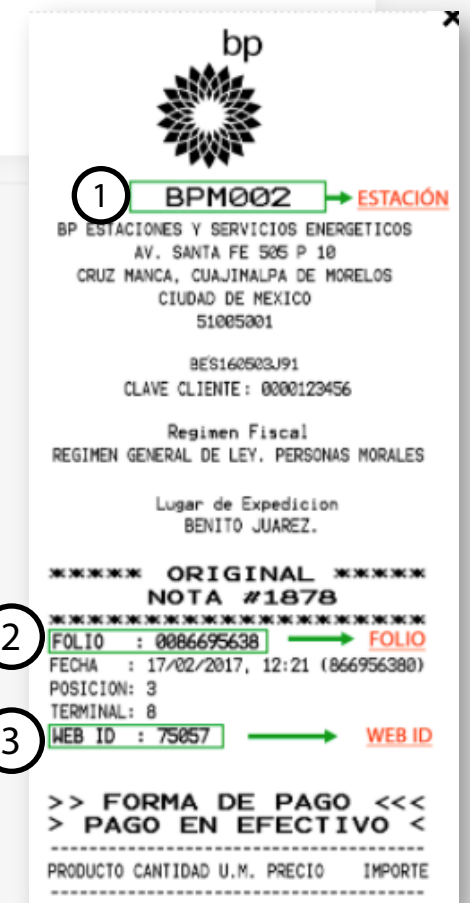 bp
1 BPM002 ESTACIÓN
BP ESTACIONES Y SERVICIOS ENERGETICOS
AV. SANTA FE 505 P 10
CRUZ MANCA, CUAJIMALPA DE MORELOS
CIUDAD DE MEXICO
51005001
BES160503J91
CLAVE CLIENTE: 0000123456
Regimen Fiscal
REGIMEN GENERAL DE LEY. PERSONAS MORALES
Lugar de Expedicion
BENITO JUAREZ.
***** ORIGINAL *****
NOTA #1878
********************
2 FOLIO : 0086695638 FOLIO
FECHA : 17/02/2017, 12:21 (866956380)
POSICION: 3
TERMINAL: 8
3 WEB ID : 75057 WEB ID
>> FORMA DE PAGO <<<
> PAGO EN EFECTIVO <
--------------------------------------
PRODUCTO CANTIDAD U.M. PRECIO IMPORTE
--------------------------------------